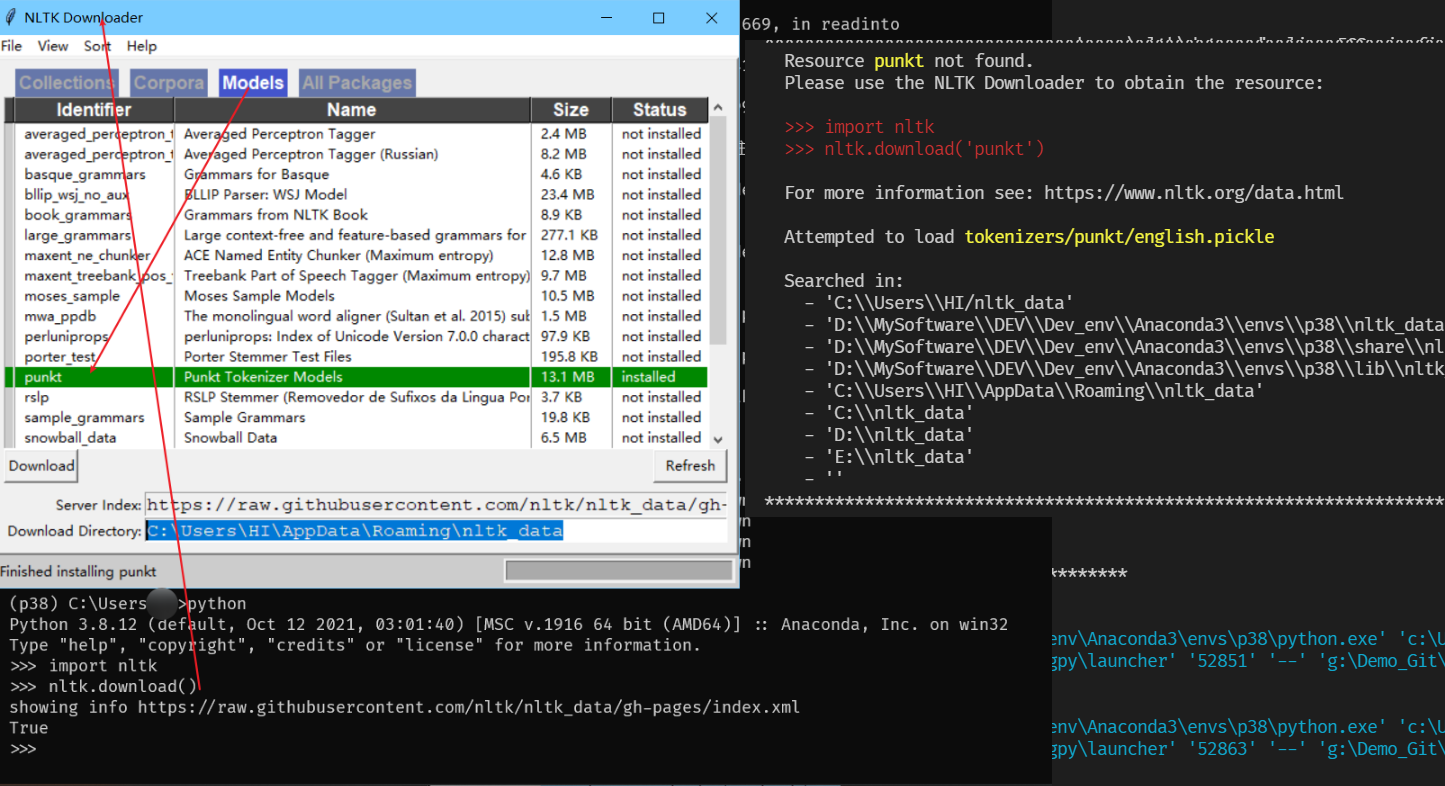 NLTK Downloader
File View Sort Help
Collections Corpora Models All Packages
Identifier Name Size Status
averaged_perceptron_t Averaged Perceptron Tagger 2.4 MB not installed
averaged_perceptron_t Averaged Perceptron Tagger (Russian) 8.2 MB not installed
basque_grammars Grammars for Basque 4.6 KB not installed
bllip_wsj_no_aux BLLIP Parser: WSJ Model 23.4 MB not installed
book_grammars Grammars from NLTK Book 8.9 KB not installed
large_grammars Large context-free and feature-based grammars for 277.1 KB not installed
maxent_ne_chunker ACE Named Entity Chunker (Maximum entropy) 12.8 MB not installed
maxent_treebank_pos_ Treebank Part of Speech Tagger (Maximum entropy) 9.7 MB not installed
moses_sample Moses Sample Models 10.5 MB not installed
mwa_ppdb The monolingual word aligner (Sultan et al. 2015) sub 1.5 MB not installed
perluniprops perluniprops: Index of Unicode Version 7.0.0 charact 97.9 KB not installed
porter_test Porter Stemmer Test Files 195.8 KB not installed
punkt Punkt Tokenizer Models 13.1 MB installed
rslp RSLP Stemmer (Removedor de Sufixos da Lingua Por 3.7 KB not installed
sample_grammars Sample Grammars 19.8 KB not installed
snowball_data Snowball Data 6.5 MB not installed
Download Refresh
Server Index: https://raw.githubusercontent.com/nltk/nltk_data/gh-
Download Directory: C:\Users\HI\AppData\Roaming\nltk_data
Finished installing punkt
(p38) C:\Users >python
Python 3.8.12 (default, Oct 12 2021, 03:01:40) [MSC v.1916 64 bit (AMD64)] :: Anaconda, Inc. on win32
Type "help", "copyright", "credits" or "license" for more information.
>>> import nltk
>>> nltk.download()
showing info https://raw.githubusercontent.com/nltk/nltk_data/gh-pages/index.xml
True
>>>
669, in readinto
Resource punkt not found.
Please use the NLTK Downloader to obtain the resource:
>>> import nltk
>>> nltk.download('punkt')
For more information see: https://www.nltk.org/data.html
Attempted to load tokenizers/punkt/english.pickle
Searched in:
- 'C:\\Users\\HI/nltk_data'
- 'D:\\MySoftware\\DEV\\Dev_env\\Anaconda3\\envs\\p38\\nltk_data
- 'D:\\MySoftware\\DEV\\Dev_env\\Anaconda3\\envs\\p38\\share\\nl
- 'D:\\MySoftware\\DEV\\Dev_env\\Anaconda3\\envs\\p38\\lib\\nltk
- 'C:\\Users\\HI\\AppData\\Roaming\\nltk_data'
- 'C:\\nltk_data'
- 'D:\\nltk_data'
- 'E:\\nltk_data'
- ''
**********************************************************************
********
env\Anaconda3\envs\p38\python.exe' 'c:\U
gpy\launcher' '52851' '--' 'g:\Demo_Git\
env\Anaconda3\envs\p38\python.exe' 'c:\U
gpy\launcher' '52863' '--' 'g:\Demo_Git\